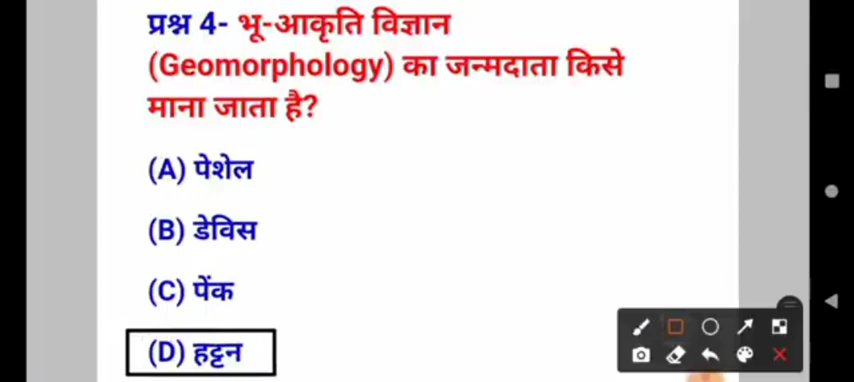 प्रश्न 4- भू-आकृति विज्ञान
(Geomorphology) का जन्मदाता किसे
माना जाता है?
(A) पेशेल
(B) डेविस
(C) पेंक
(D) हट्टन